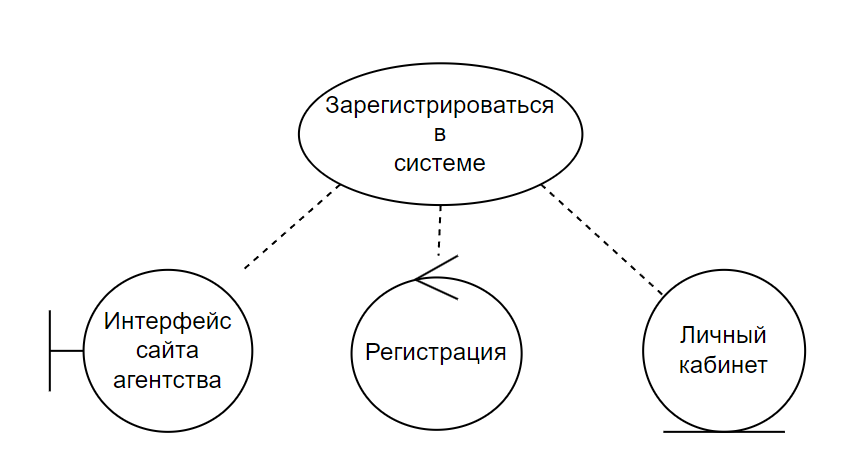 Зарегистрироваться
в
системе
Интерфейс
сайта
агентства
Регистрация
Личный
кабинет